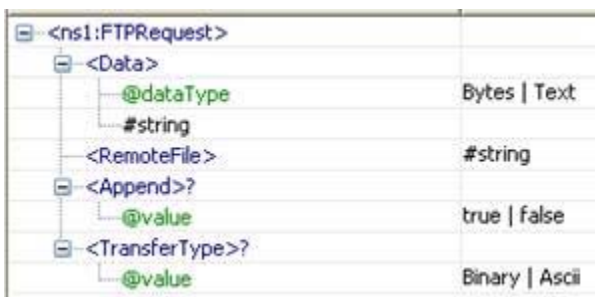 <ns1:FTPRequest>
<Data>
@dataType Bytes | Text
#string
<RemoteFile> #string
<Append>?
@value true | false
<TransferType>?
@value Binary | Ascii